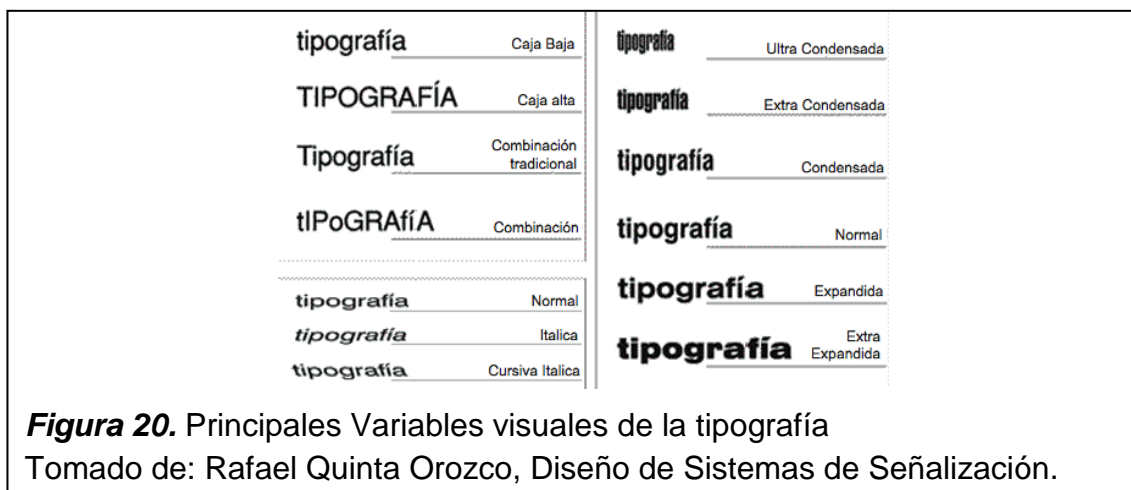 tipografía Caja Baja
TIPOGRAFÍA Caja alta
Tipografía Combinación
tradicional
tIPoGRAfíA Combinación
tipografía Normal
tipografía Italica
tipografía Cursiva Italica
tipografía Ultra Condensada
tipografía Extra Condensada
tipografía Condensada
tipografía Normal
tipografía Expandida
tipografía Extra
Expandida
Figura 20. Principales Variables visuales de la tipografía
Tomado de: Rafael Quinta Orozco, Diseño de Sistemas de Señalización.